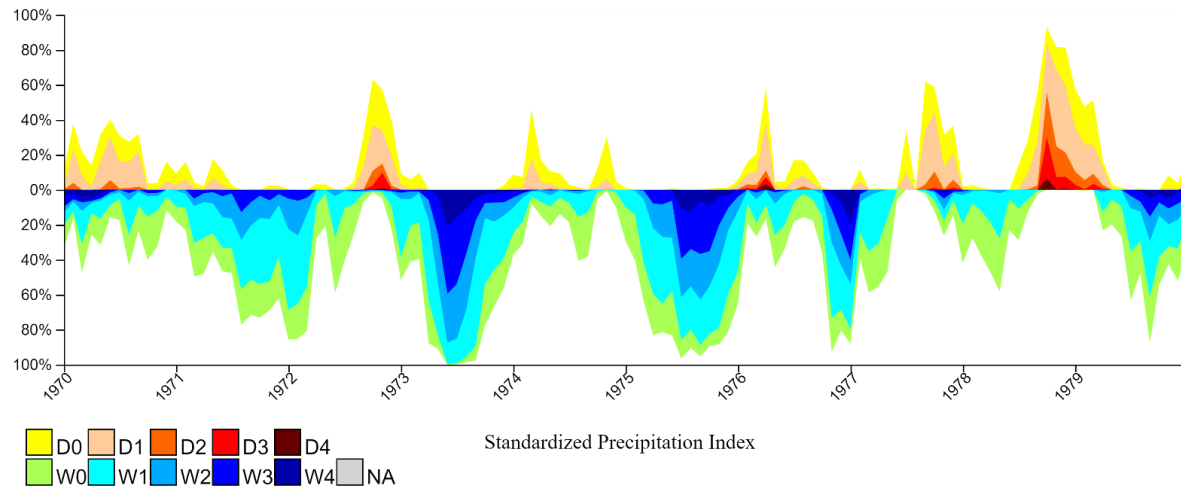 100%
80%
60%
40%
20%
0%
20%
40%
60%
80%
100%
1970 1971 1972 1973 1974 1975 1976 1977 1978 1979
D0 D1 D2 D3 D4
Standardized Precipitation Index
W0 W1 W2 W3 W4 NA